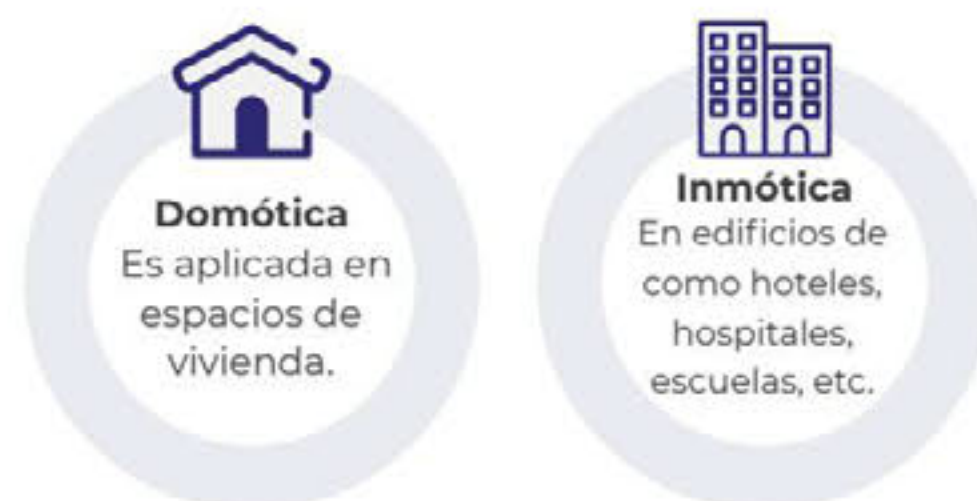 Domótica
Es aplicada en
espacios de
vivienda.
Inmótica
En edificios de
como hoteles,
hospitales,
escuelas, etc.